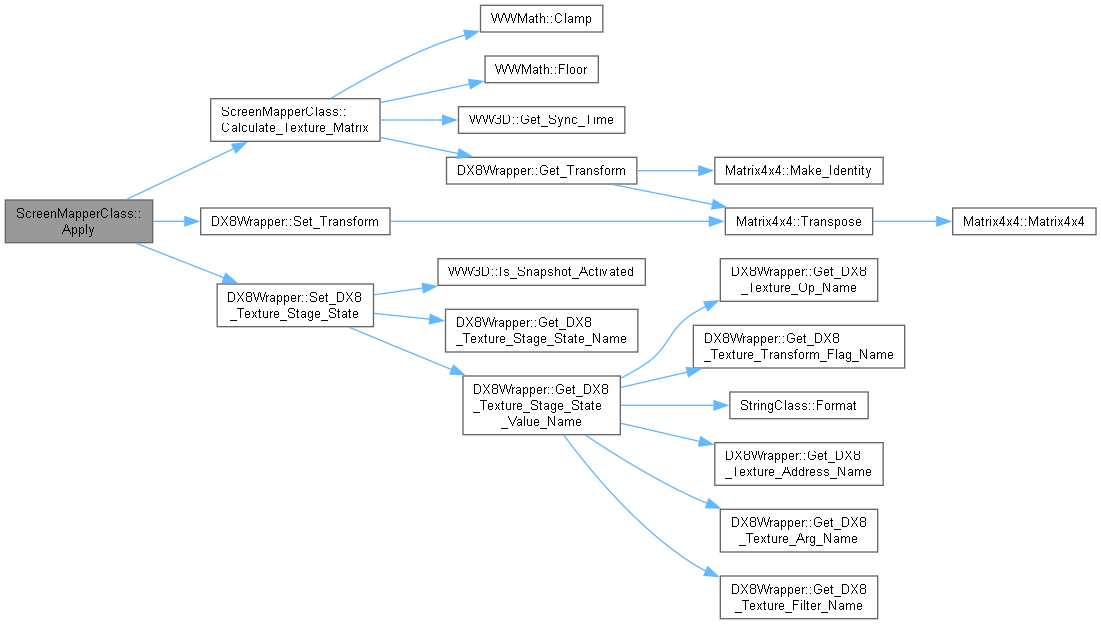 WWMath::Clamp
WWMath::Floor
ScreenMapperClass::
Calculate_Texture_Matrix
WW3D::Get_Sync_Time
DX8Wrapper::Get_Transform
Matrix4x4::Make_Identity
ScreenMapperClass::
Apply
DX8Wrapper::Set_Transform
Matrix4x4::Transpose
Matrix4x4::Matrix4x4
WW3D::Is_Snapshot_Activated
DX8Wrapper::Get_DX8
_Texture_Op_Name
DX8Wrapper::Set_DX8
_Texture_Stage_State
DX8Wrapper::Get_DX8
_Texture_Stage_State_Name
DX8Wrapper::Get_DX8
_Texture_Transform_Flag_Name
DX8Wrapper::Get_DX8
_Texture_Stage_State
_Value_Name
StringClass::Format
DX8Wrapper::Get_DX8
_Texture_Address_Name
DX8Wrapper::Get_DX8
_Texture_Arg_Name
DX8Wrapper::Get_DX8
_Texture_Filter_Name